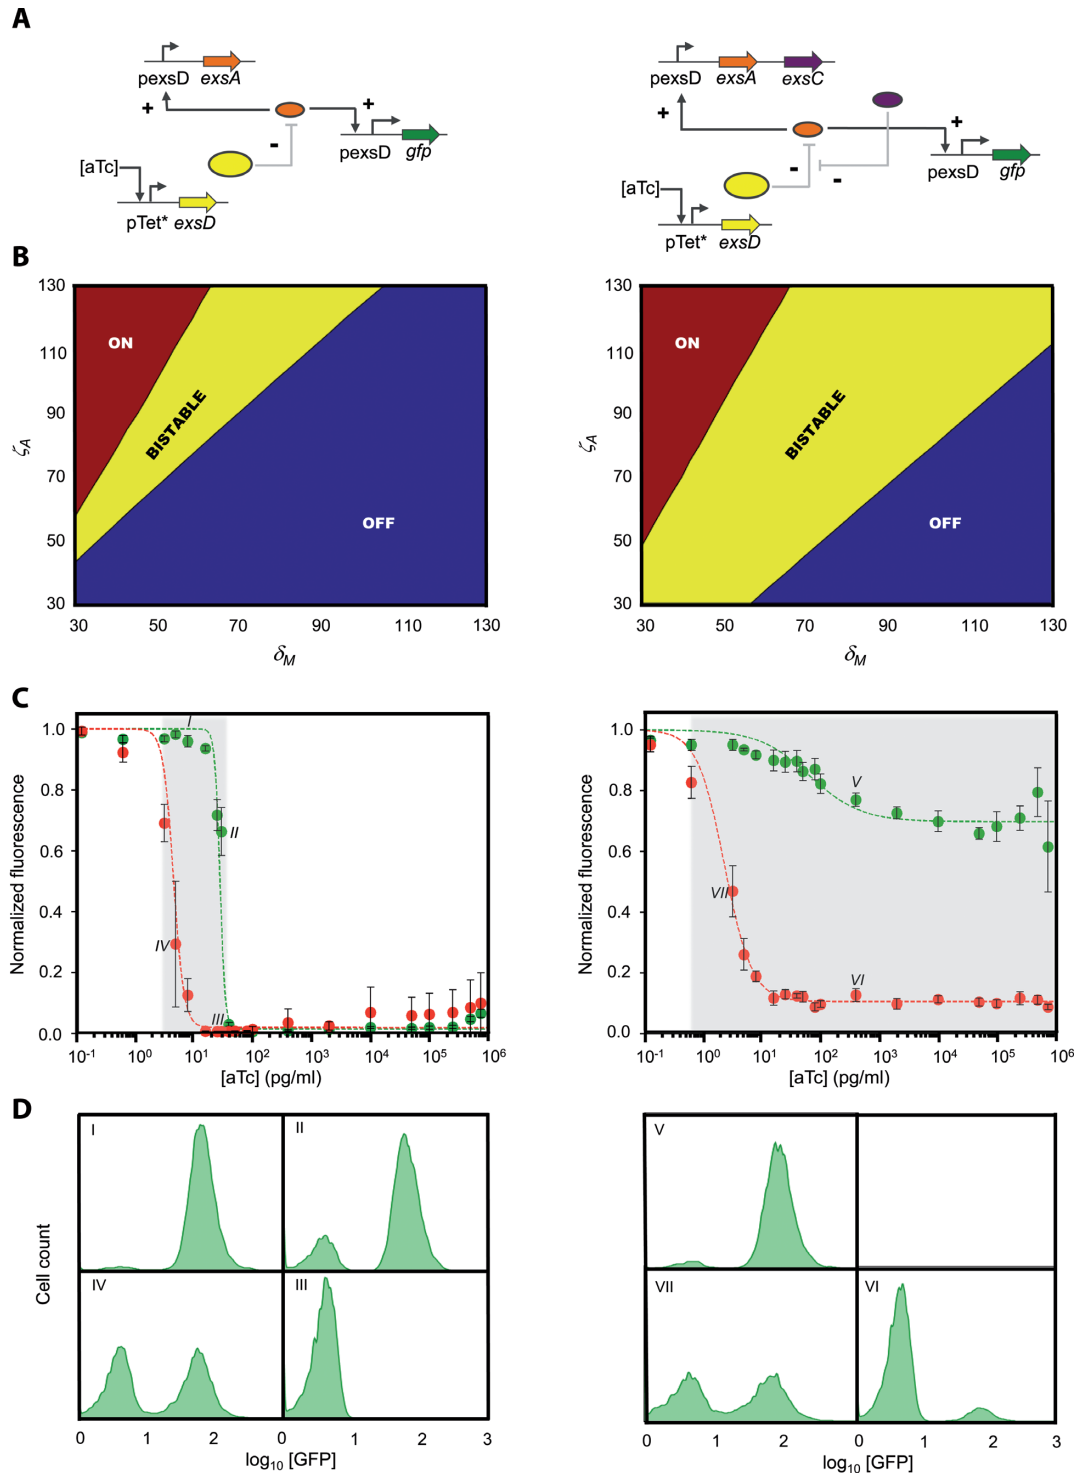 A
pexsD exsA
+
+
-
pexsD gfp
[aTc]
pTet* exsD
pexsD exsA exsC
+
+
-
-
pexsD gfp
[aTc]
pTet* exsD
B
130
110
90
70
50
30
ζA
ON
BISTABLE
OFF
30 50 70 90 110 130
δM
130
110
90
70
50
30
ζA
ON
BISTABLE
OFF
30 50 70 90 110 130
δM
C
Normalized fluorescence
1.0
0.8
0.6
0.4
0.2
0.0
I
II
IV
III
10-1 100 101 102 103 104 105 106
[aTc] (pg/ml)
Normalized fluorescence
1.0
0.8
0.6
0.4
0.2
0.0
V
VII
VI
10-1 100 101 102 103 104 105 106
[aTc] (pg/ml)
D
Cell count
I
II
IV
III
0 1 2 0 1 2 3
log10 [GFP]
V
VII
VI
0 1 2 0 1 2 3
log10 [GFP]